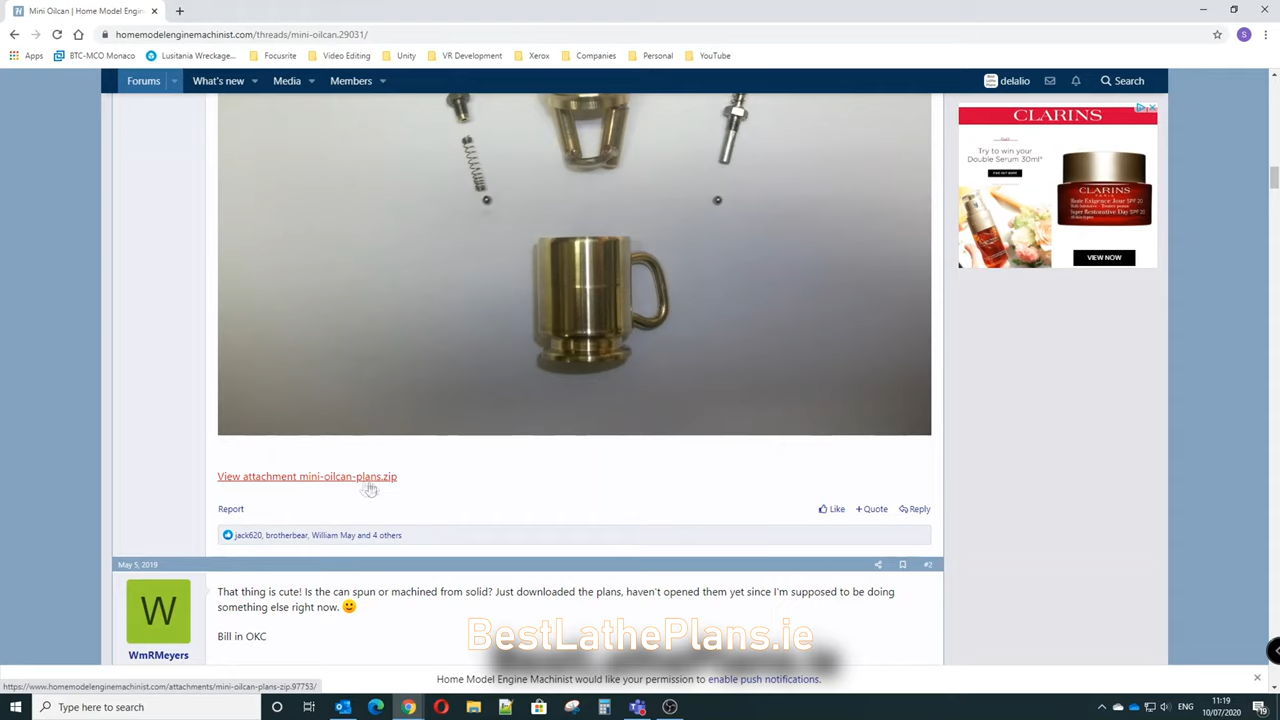 Mini Oilcan | Home Model Engine
homemodelenginemachinist.com/threads/mini-oilcan.29031/
S
Apps
BTC-MCO Monaco
Lusitania Wreckage...
Focusrite
Video Editing
Unity
VR Development
Xerox
Companies
Personal
YouTube
Forums
What's new
Media
Members
delalio
Search
CLARINS
Try to win your
Double Serum 30ml*
VIEW NOW
View attachment mini-oilcan-plans.zip
Report
Like
+ Quote
Reply
jack620, brotherbear, William May and 4 others
May 5, 2019
#2
W
WmRMeyers
That thing is cute! Is the can spun or machined from solid? Just downloaded the plans, haven't opened them yet since I'm supposed to be doing
something else right now.
Bill in OKC
BestLathePlans.ie
Home Model Engine Machinist would like your permission to enable push notifications.
https://www.homemodelenginemachinist.com/attachments/mini-oilcan-plans-zip.97753/
Type here to search
ENG
11:19
10/07/2020
19